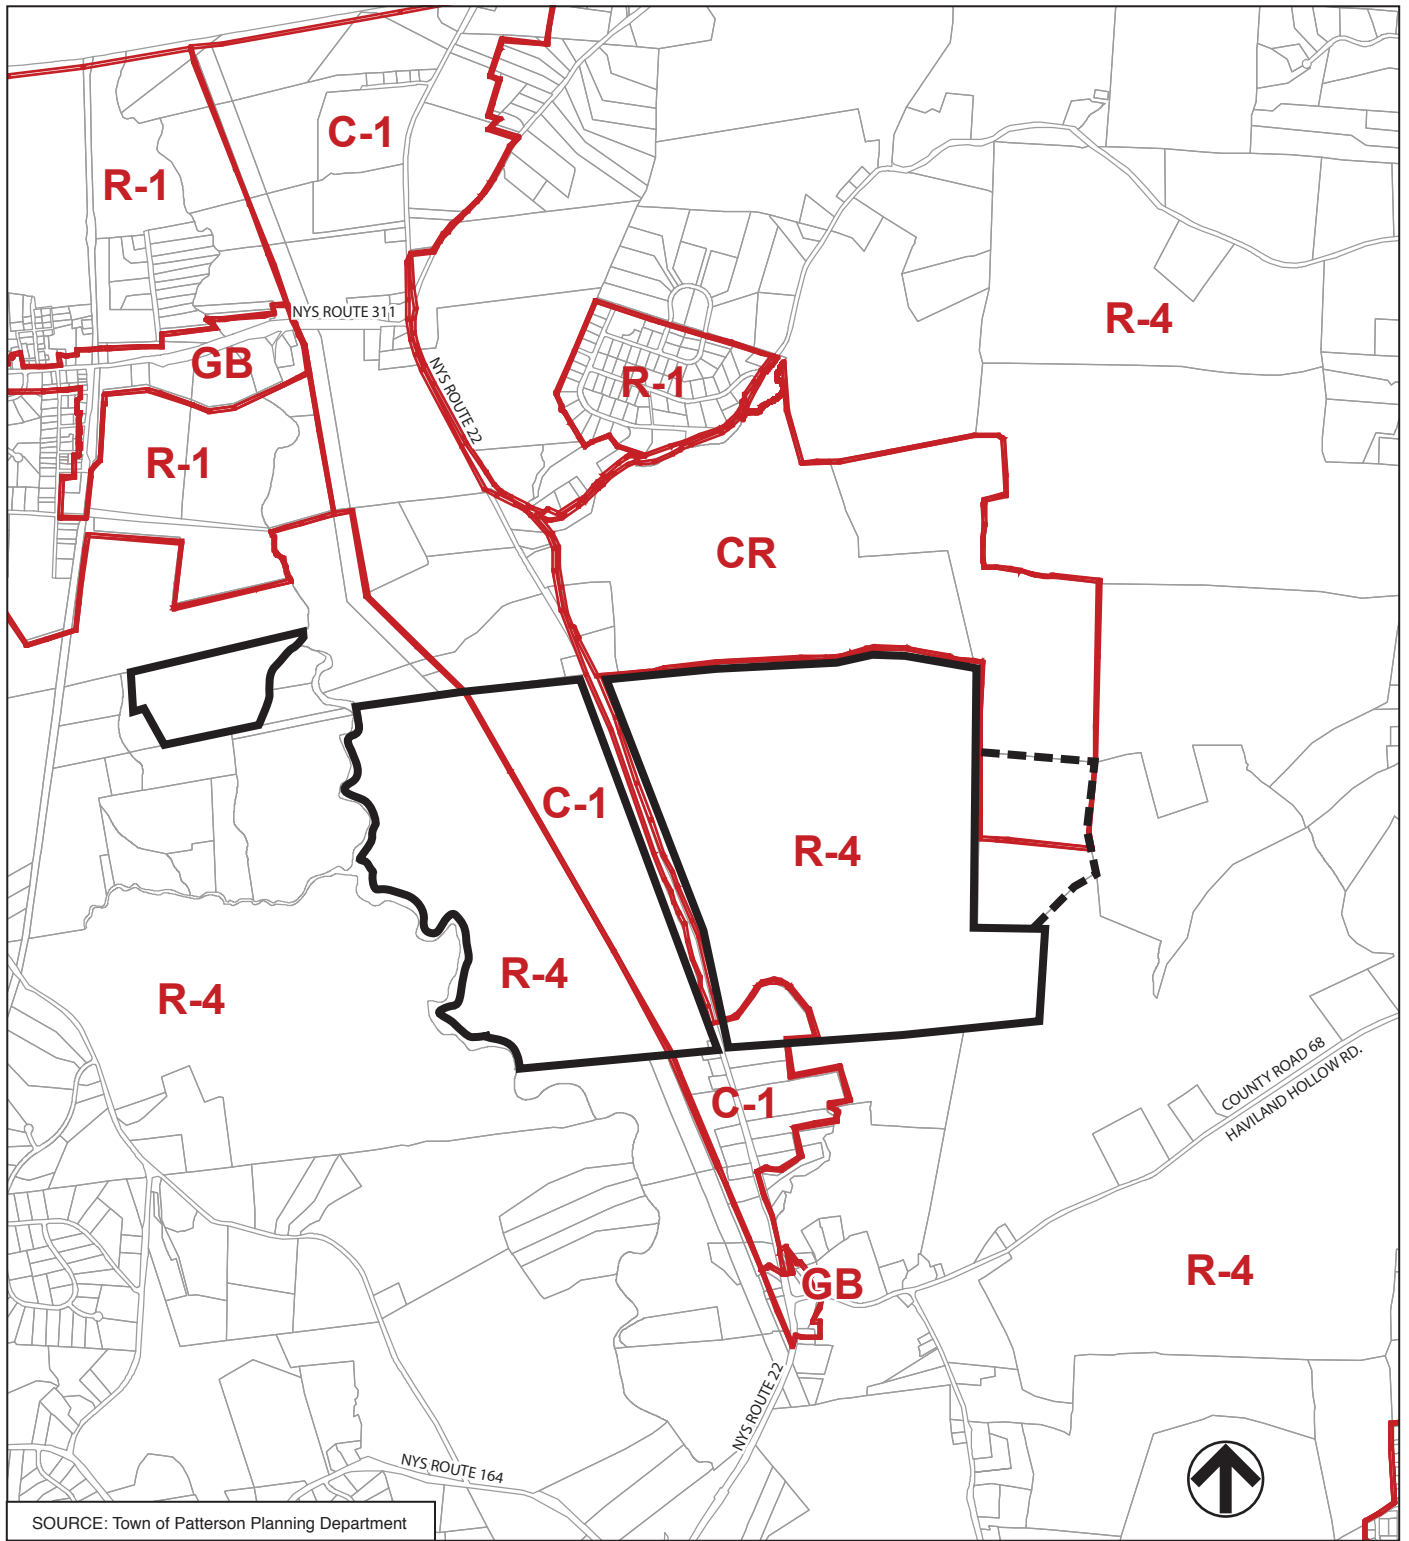 C-1
R-1
NYS ROUTE 311
R-4
GB
R-1
NYS ROUTE 22
R-1
CR
C-1
R-4
R-4
R-4
COUNTY ROAD 68
HAVILAND HOLLOW RD.
C-1
R-4
GB
NYS ROUTE 22
NYS ROUTE 164
SOURCE: Town of Patterson Planning Department